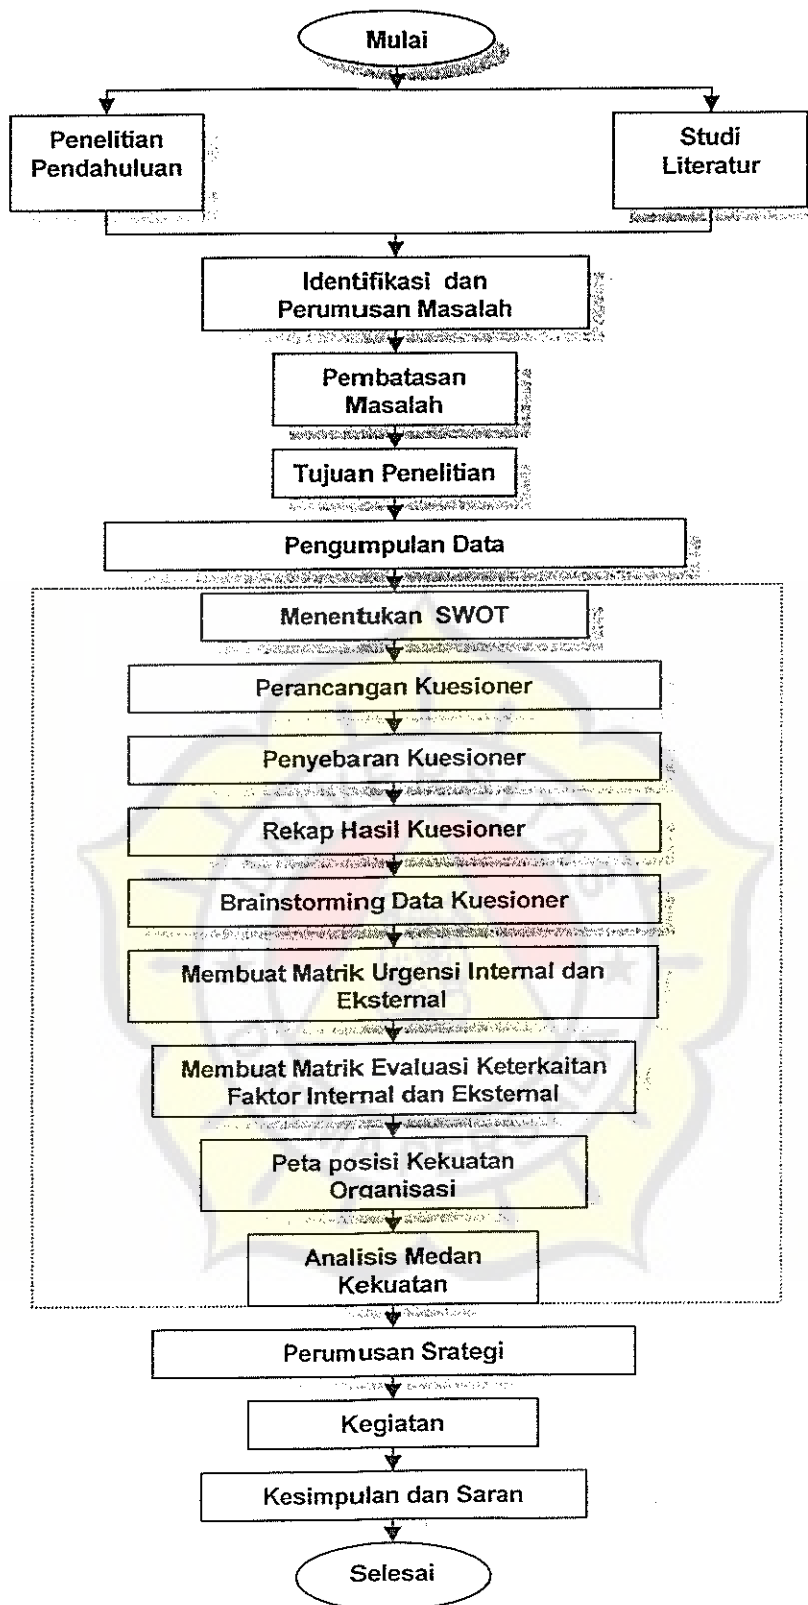 Mulai
Penelitian
Pendahuluan
Studi
Literatur
Identifikasi dan
Perumusan Masalah
Pembatasan
Masalah
Tujuan Penelitian
Pengumpulan Data
Menentukan SWOT
Perancangan Kuesioner
Penyebaran Kuesioner
Rekap Hasil Kuesioner
Brainstorming Data Kuesioner
Membuat Matrik Urgensi Internal dan
Eksternal
Membuat Matrik Evaluasi Keterkaitan
Faktor Internal dan Eksternal
Peta posisi Kekuatan
Organisasi
Analisis Medan
Kekuatan
Perumusan Srategi
Kegiatan
Kesimpulan dan Saran
Selesai